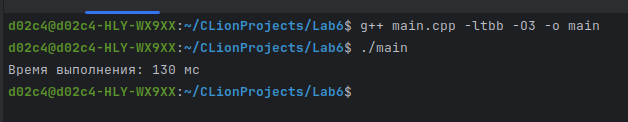 d02c4@d02c4-HLY-WX9XX:~/CLionProjects/Lab6$ g++ main.cpp -ltbb -O3 -o main
d02c4@d02c4-HLY-WX9XX:~/CLionProjects/Lab6$ ./main
Время выполнения: 130 мс
d02c4@d02c4-HLY-WX9XX:~/CLionProjects/Lab6$